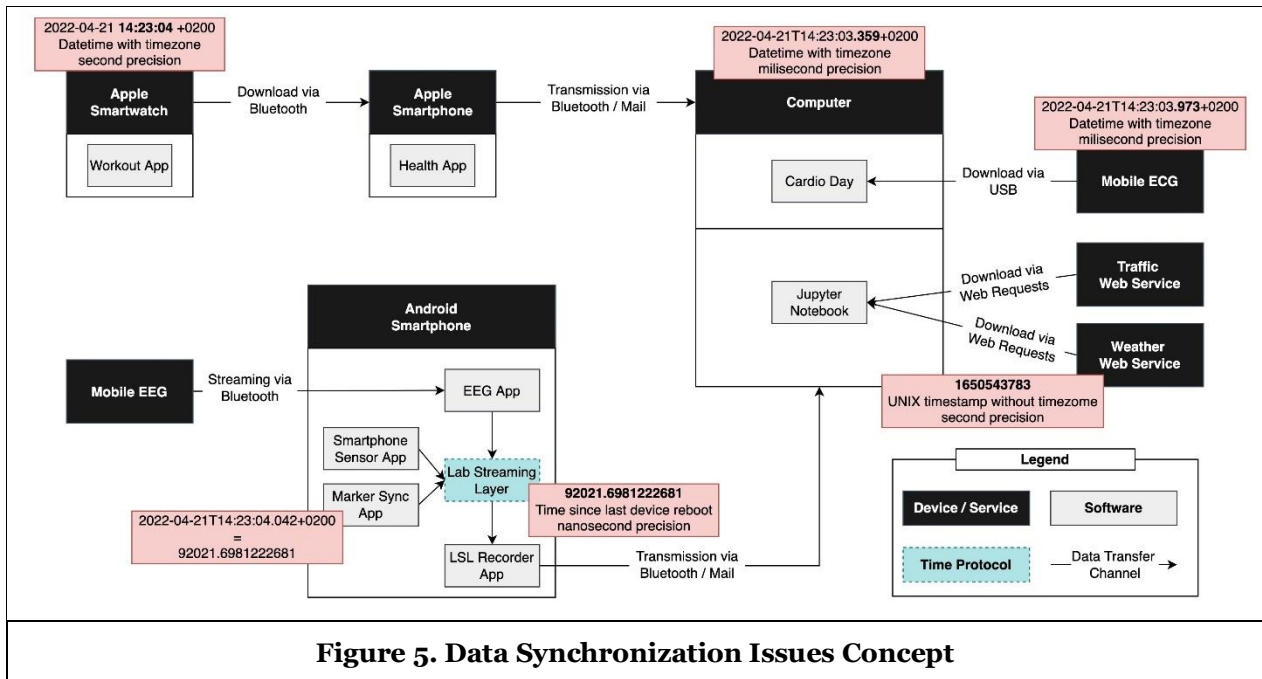 2022-04-21 14:23:04 +0200
Datetime with timezone
second precision
Apple
Smartwatch
Workout App
Download via
Bluetooth
Apple
Smartphone
Health App
Transmission via
Bluetooth / Mail
2022-04-21T14:23:03.359+0200
Datetime with timezone
milisecond precision
Computer
Cardio Day
Jupyter
Notebook
2022-04-21T14:23:03.973+0200
Datetime with timezone
milisecond precision
Download via
USB
Mobile ECG
Download via
Web Requests
Traffic
Web Service
Download via
Web Requests
Weather
Web Service
1650543783
UNIX timestamp without timezome
second precision
Mobile EEG
Streaming via
Bluetooth
Android
Smartphone
EEG App
Smartphone
Sensor App
Marker Sync
App
Lab Streaming
Layer
LSL Recorder
App
2022-04-21T14:23:04.042+0200
=
92021.6981222681
92021.6981222681
Time since last device reboot
nanosecond precision
Transmission via
Bluetooth / Mail
Legend
Device / Service
Software
Time Protocol
Data Transfer
Channel
Figure 5. Data Synchronization Issues Concept